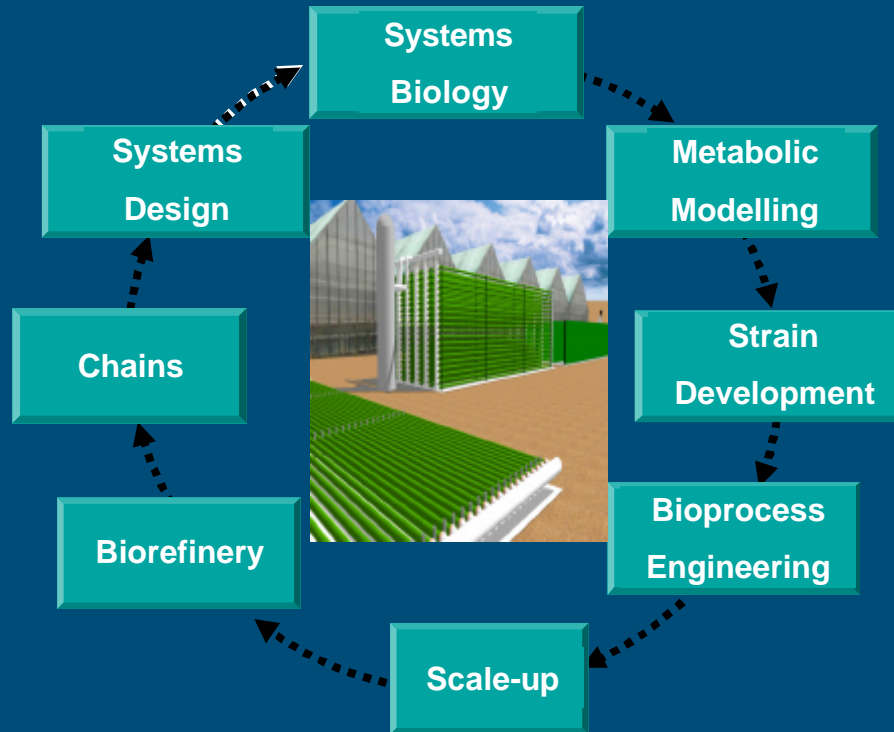 Systems
Biology
Metabolic
Modelling
Strain
Development
Bioprocess
Engineering
Scale-up
Biorefinery
Chains
Systems
Design